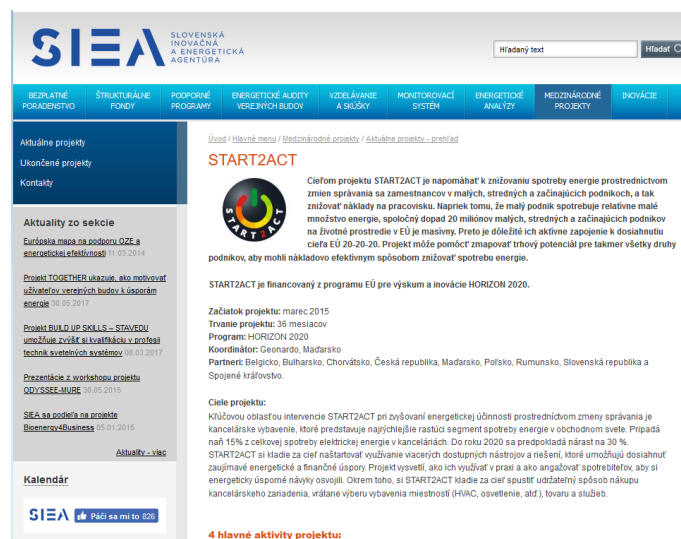 SIEA
SLOVENSKÁ
INOVAČNÁ
A ENERGETICKÁ
AGENTÚRA
Hľadaný text
Hľadať
BEZPLATNÉ
PORADENSTVO
ŠTRUKTURÁLNE
FONDY
PODPORNÉ
PROGRAMY
ENERGETICKÉ AUDITY
VEREJNÝCH BUDOV
VZDELÁVANIE
A SKÚŠKY
MONITOROVACÍ
SYSTÉM
ENERGETICKÉ
ANALÝZY
MEDZINÁRODNÉ
PROJEKTY
INOVÁCIE
Aktuálne projekty
Ukončené projekty
Kontakty
Aktuality zo sekcie
Európska mapa na podporu OZE a
energetickej efektívnosti 11.03.2014
Projekt TOGETHER ukazuje, ako motivovať
užívateľov verejných budov k úsporám
energie 30.05.2017
Projekt BUILD UP SKILLS – STAVEDU
umožňuje zvýšiť si kvalifikáciu v profesii
technik svetelných systémov 08.03.2017
Prezentácie z workshopu projektu
ODYSSEE-MURE 30.05.2015
SIEA sa podieľa na projekte
Bioenergy4Business 05.01.2015
Aktuality - viac
Kalendár
SIEA Páči sa mi to 826
Úvod / Hlavné menu / Medzinárodné projekty / Aktuálne projekty - prehľad
START2ACT
START2ACT
Cieľom projektu START2ACT je napomáhať k znižovaniu spotreby energie prostredníctvom
zmien správania sa zamestnancov v malých, stredných a začínajúcich podnikoch, a tak
znižovať náklady na pracovisku. Napriek tomu, že malý podnik spotrebuje relatívne malé
množstvo energie, spoločný dopad 20 miliónov malých, stredných a začínajúcich podnikov
na životné prostredie v EÚ je masívny. Preto je dôležité ich aktívne zapojenie k dosiahnutiu
cieľa EÚ 20-20-20. Projekt môže pomôcť zmapovať trhový potenciál pre takmer všetky druhy
podnikov, aby mohli nákladovo efektívnym spôsobom znižovať spotrebu energie.
START2ACT je financovaný z programu EÚ pre výskum a inovácie HORIZON 2020.
Začiatok projektu: marec 2015
Trvanie projektu: 36 mesiacov
Program: HORIZON 2020
Koordinátor: Geonardo, Maďarsko
Partneri: Belgicko, Bulharsko, Chorvátsko, Česká republika, Maďarsko, Poľsko, Rumunsko, Slovenská republika a
Spojené kráľovstvo.
Ciele projektu:
Kľúčovou oblasťou intervencie START2ACT pri zvyšovaní energetickej účinnosti prostredníctvom zmeny správania je
kancelárske vybavenie, ktoré predstavuje najrýchlejšie rastúci segment spotreby energie v obchodnom svete. Pripadá
naň 15% z celkovej spotreby elektrickej energie v kanceláriách. Do roku 2020 sa predpokladá nárast na 30 %.
START2ACT si kladie za cieľ naštartovať využívanie viacerých dostupných nástrojov a riešení, ktoré umožňujú dosiahnuť
zaujímavé energetické a finančné úspory. Projekt vysvetlí, ako ich využívať v praxi a ako angažovať spotrebiteľov, aby si
energeticky úsporné návyky osvojili. Okrem toho, si START2ACT kladie za cieľ spustiť udržateľný spôsob nákupu
kancelárskeho zariadenia, vrátane výberu vybavenia miestností (HVAC, osvetlenie, atď.), tovaru a služieb.
4 hlavné aktivity projektu: